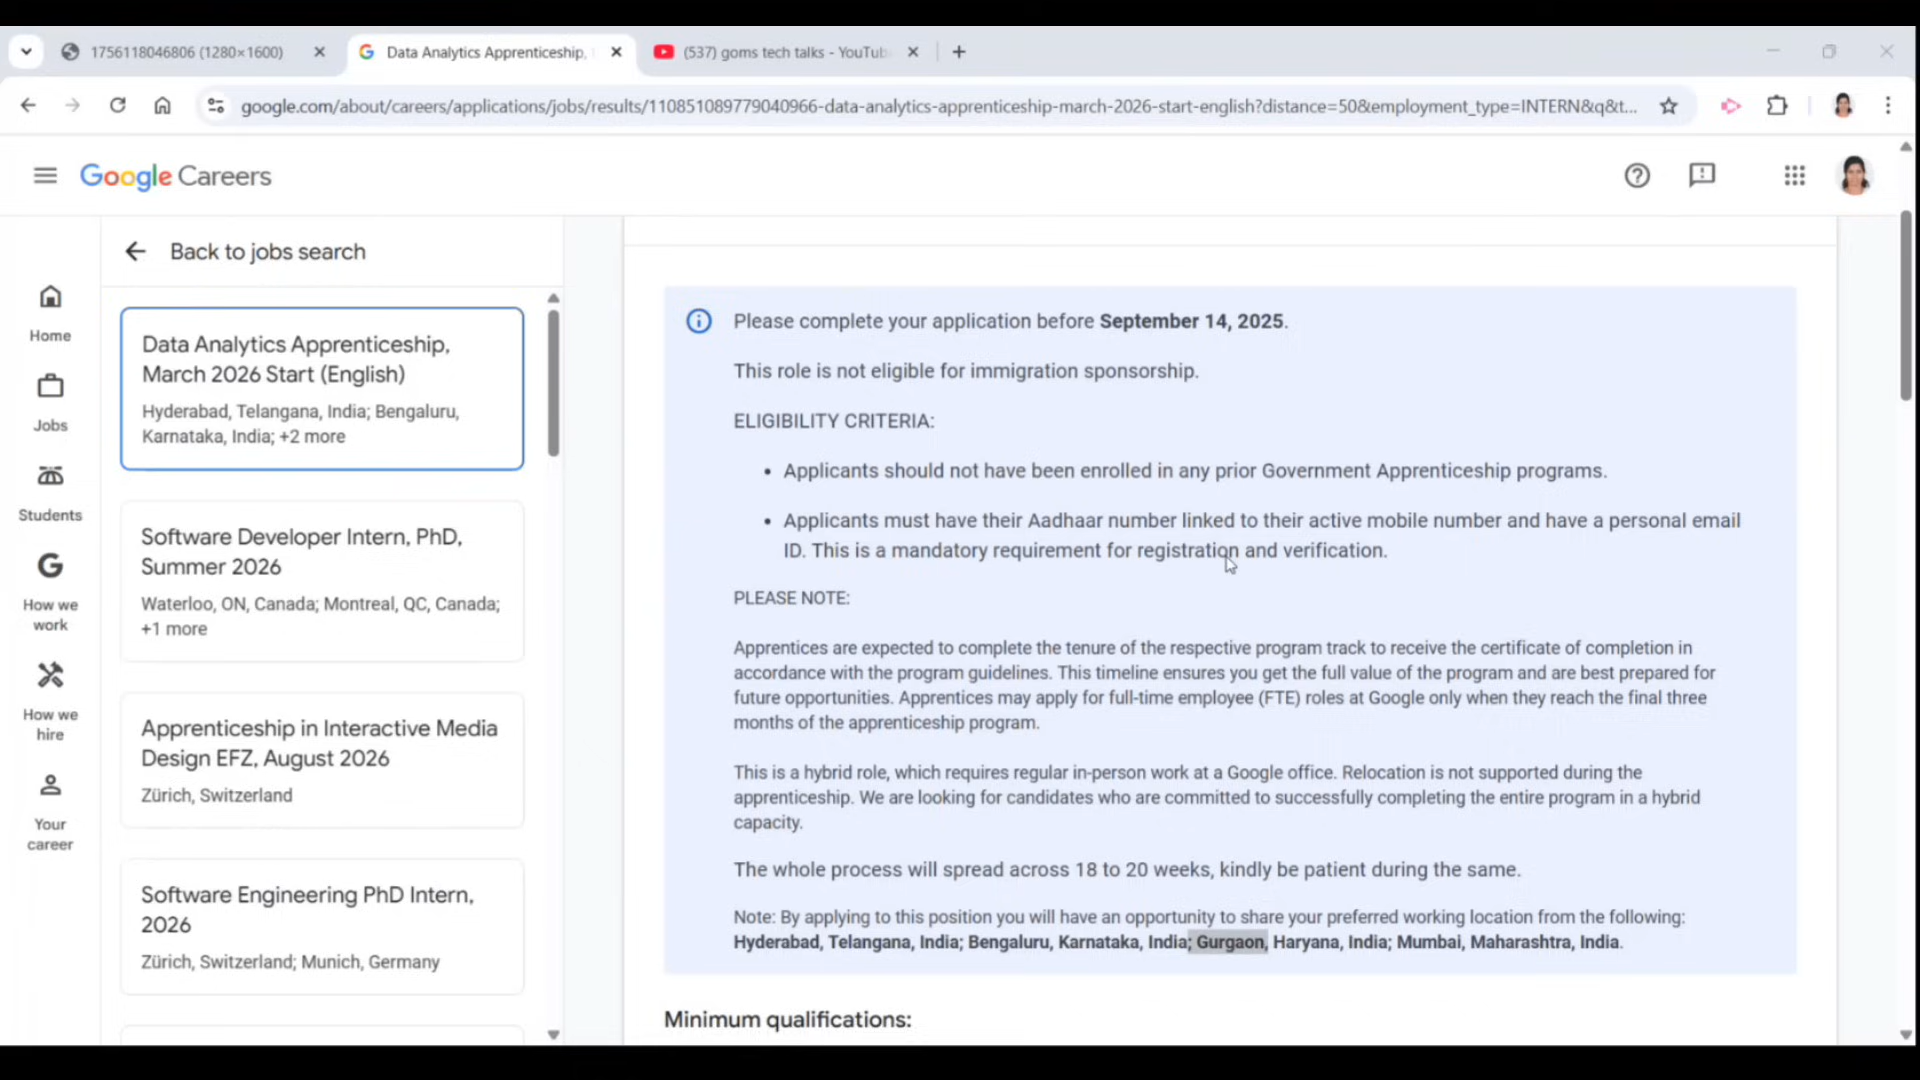 1756118046806 (1280×1600)
Data Analytics Apprenticeship,
(537) goms tech talks - YouTub
google.com/about/careers/applications/jobs/results/110851089779040966-data-analytics-apprenticeship-march-2026-start-english?distance=50&employment_type=INTERN&q&t...
Google Careers
Back to jobs search
Home
Jobs
Students
How we
work
How we
hire
Your
career
Data Analytics Apprenticeship,
March 2026 Start (English)
Hyderabad, Telangana, India; Bengaluru,
Karnataka, India; +2 more
Software Developer Intern, PhD,
Summer 2026
Waterloo, ON, Canada; Montreal, QC, Canada;
+1 more
Apprenticeship in Interactive Media
Design EFZ, August 2026
Zürich, Switzerland
Software Engineering PhD Intern,
2026
Zürich, Switzerland; Munich, Germany
Please complete your application before September 14, 2025.
This role is not eligible for immigration sponsorship.
ELIGIBILITY CRITERIA:
• Applicants should not have been enrolled in any prior Government Apprenticeship programs.
• Applicants must have their Aadhaar number linked to their active mobile number and have a personal email
ID. This is a mandatory requirement for registration and verification.
PLEASE NOTE:
Apprentices are expected to complete the tenure of the respective program track to receive the certificate of completion in
accordance with the program guidelines. This timeline ensures you get the full value of the program and are best prepared for
future opportunities. Apprentices may apply for full-time employee (FTE) roles at Google only when they reach the final three
months of the apprenticeship program.
This is a hybrid role, which requires regular in-person work at a Google office. Relocation is not supported during the
apprenticeship. We are looking for candidates who are committed to successfully completing the entire program in a hybrid
capacity.
The whole process will spread across 18 to 20 weeks, kindly be patient during the same.
Note: By applying to this position you will have an opportunity to share your preferred working location from the following:
Hyderabad, Telangana, India; Bengaluru, Karnataka, India; Gurgaon, Haryana, India; Mumbai, Maharashtra, India.
Minimum qualifications: